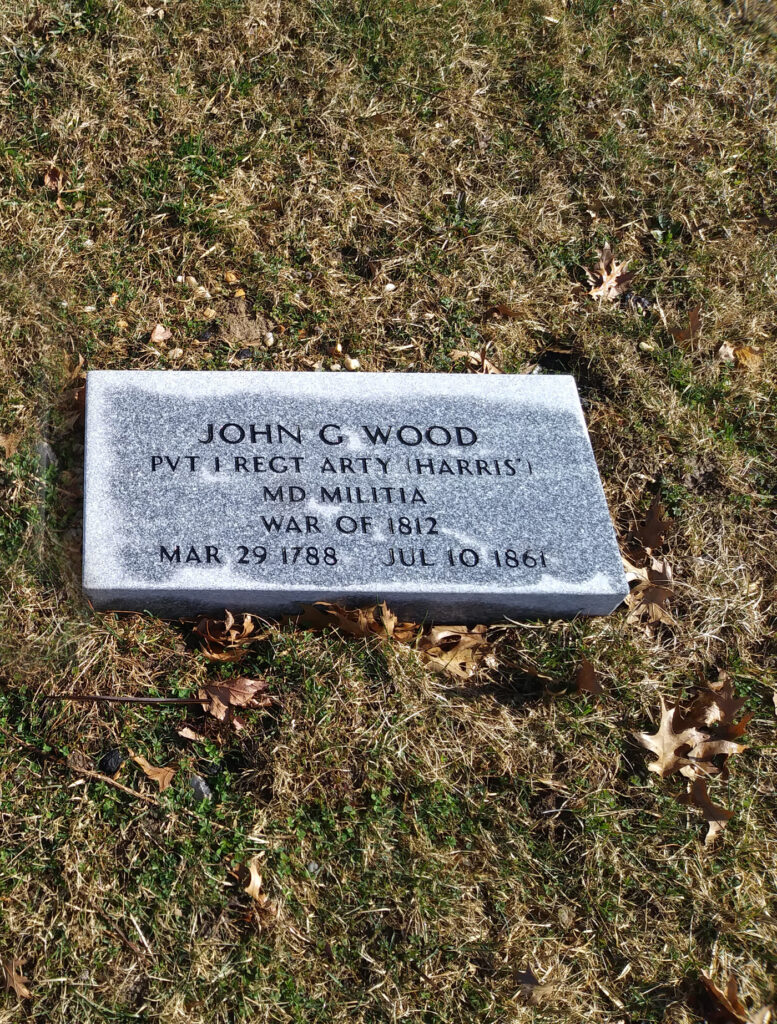 JOHN G WOOD
PVT 1 REGT ARTY (HARRIS')
MD MILITIA
WAR OF 1812
MAR 29 1788 JUL 10 1861